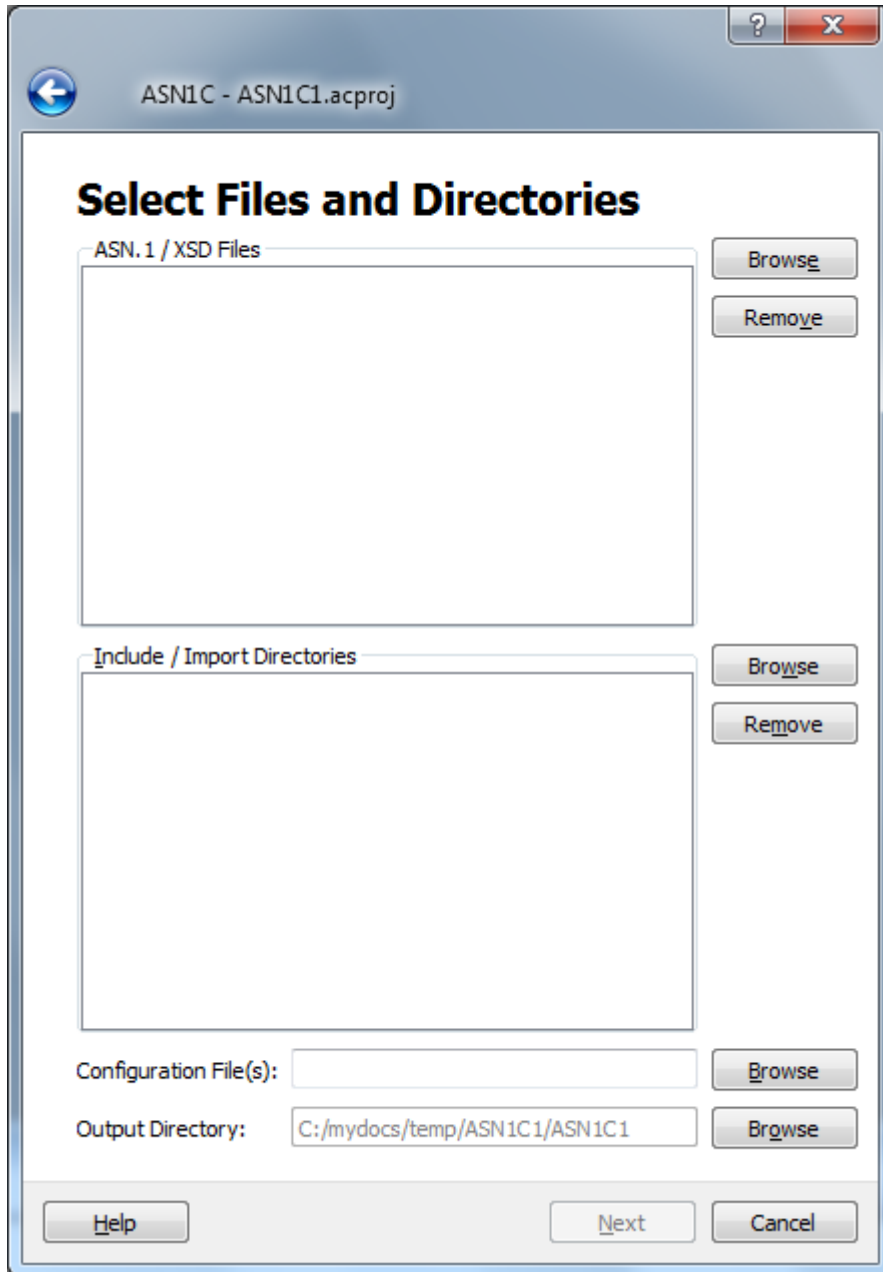 ?
ASN1C - ASN1C1.acproj
Select Files and Directories
ASN.1 / XSD Files
Browse
Remove
Include / Import Directories
Browse
Remove
Configuration File(s):
Browse
Output Directory: C:/mydocs/temp/ASN1C1/ASN1C1 Browse
Help Next Cancel